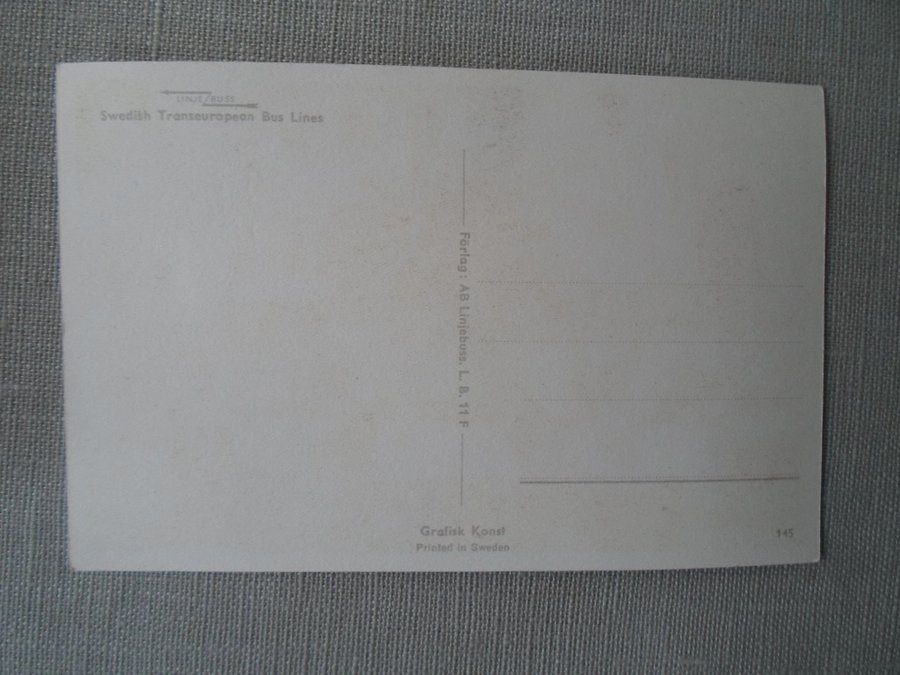 LINJE/BUSS
Swedish Transeuropean Bus Lines
Förlag: AB Linjebuss. L. B. 11 F
Grafisk Konst
Printed in Sweden
145